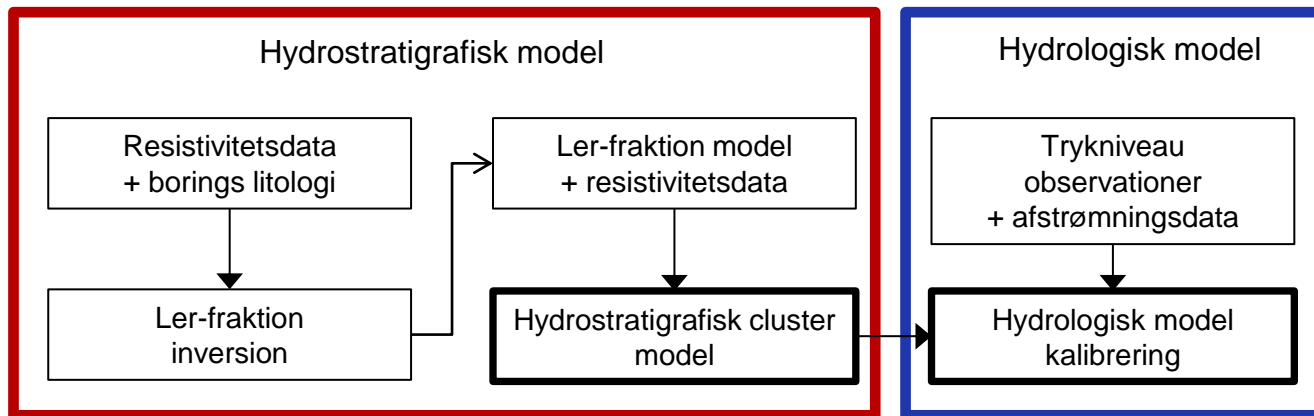 Hydrostratigrafisk model
Resistivitetsdata
+ borings litologi
Ler-fraktion
inversion
Ler-fraktion model
+ resistivitetsdata
Hydrostratigrafisk cluster
model
Hydrologisk model
Trykniveau
observationer
+ afstrømningsdata
Hydrologisk model
kalibrering